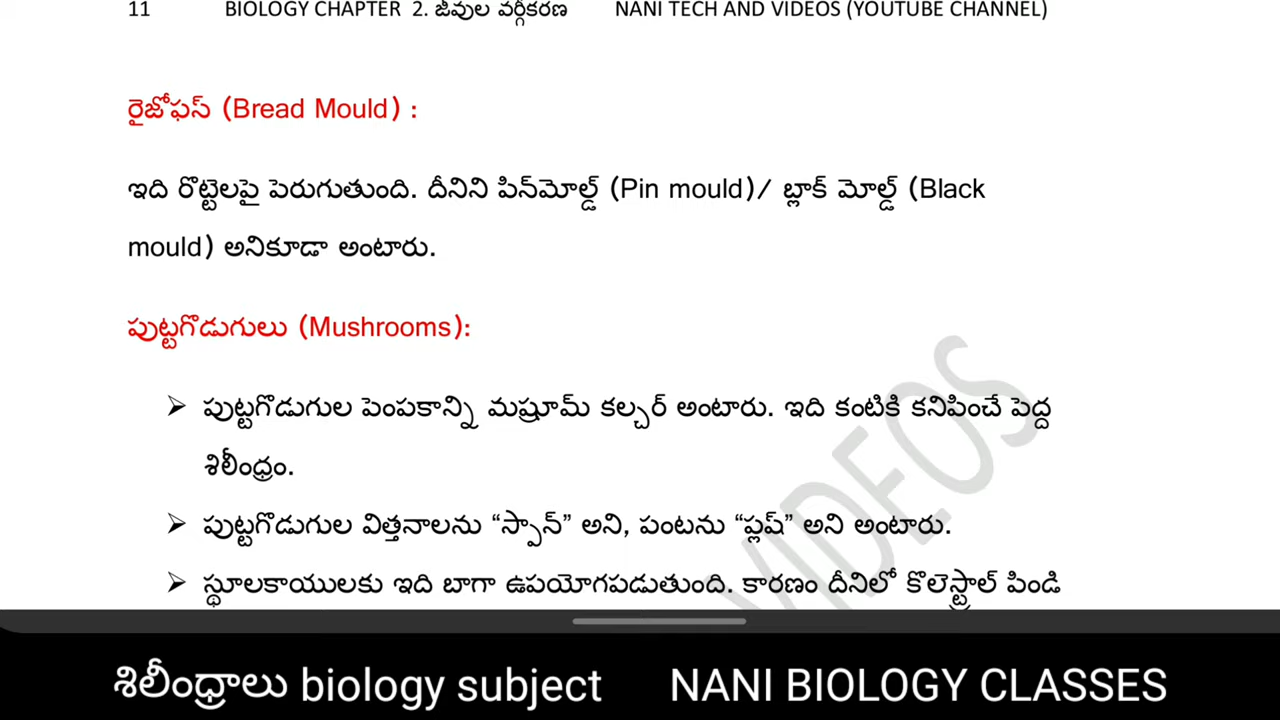 11 BIOLOGY CHAPTER 2. జీవుల వర్గీకరణ NANI TECH AND VIDEOS (YOUTUBE CHANNEL)
రైజోఫస్ (Bread Mould) :
ఇది రొట్టెలపై పెరుగుతుంది. దీనిని పిన్‌మోల్డ్ (Pin mould)/ బ్లాక్ మోల్డ్ (Black
mould) అనికూడా అంటారు.
పుట్టగొడుగులు (Mushrooms):
➢ పుట్టగొడుగుల పెంపకాన్ని మష్రూమ్ కల్చర్ అంటారు. ఇది కంటికి కనిపించే పెద్ద
శిలీంధ్రం.
➢ పుట్టగొడుగుల విత్తనాలను “స్పాన్” అని, పంటను “ప్లష్” అని అంటారు.
➢ స్థూలకాయులకు ఇది బాగా ఉపయోగపడుతుంది. కారణం దీనిలో కొలెస్ట్రాల్ పిండి
VIDEOS
శిలీంధ్రాలు biology subject NANI BIOLOGY CLASSES